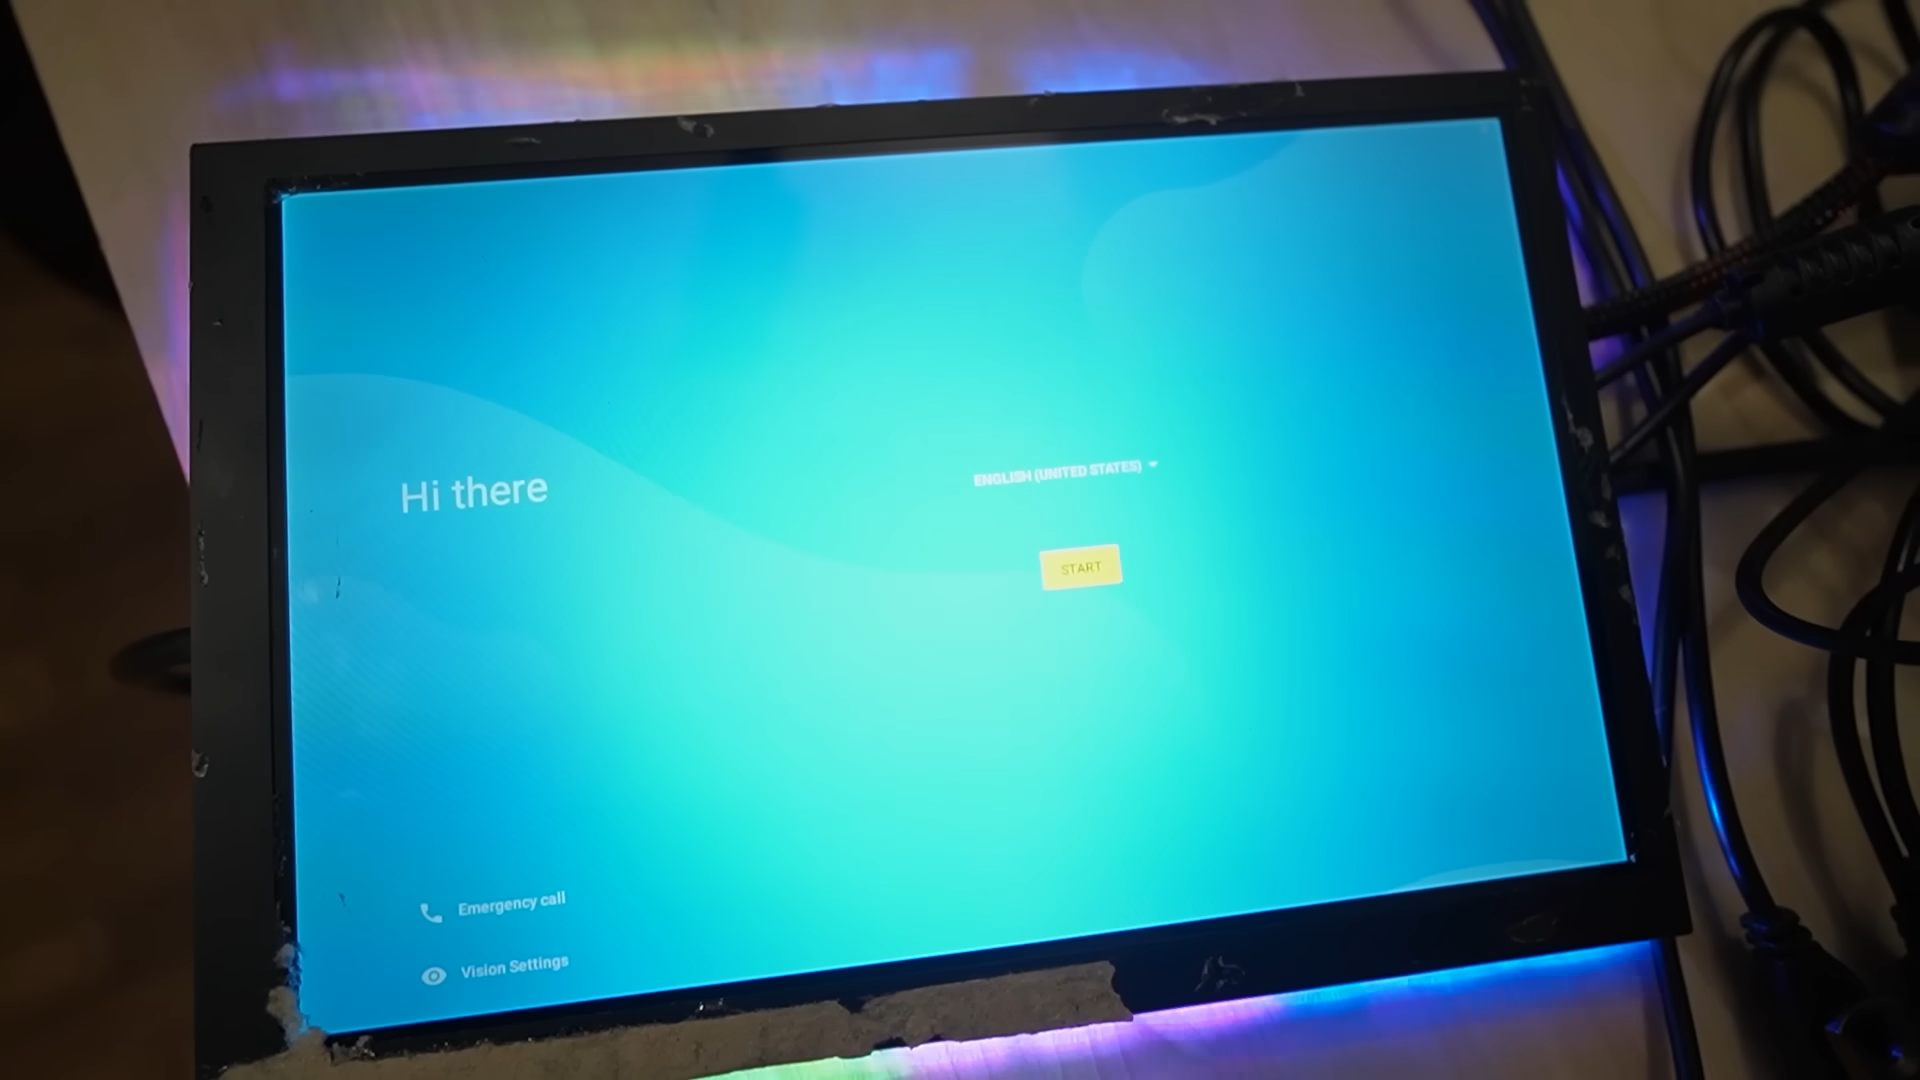 Hi there
ENGLISH (UNITED STATES)
START
Emergency call
Vision Settings